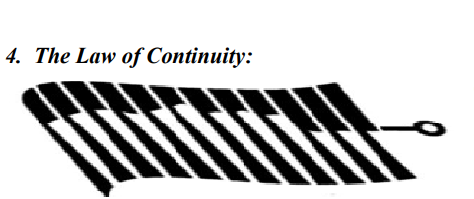 4. The Law of Continuity: